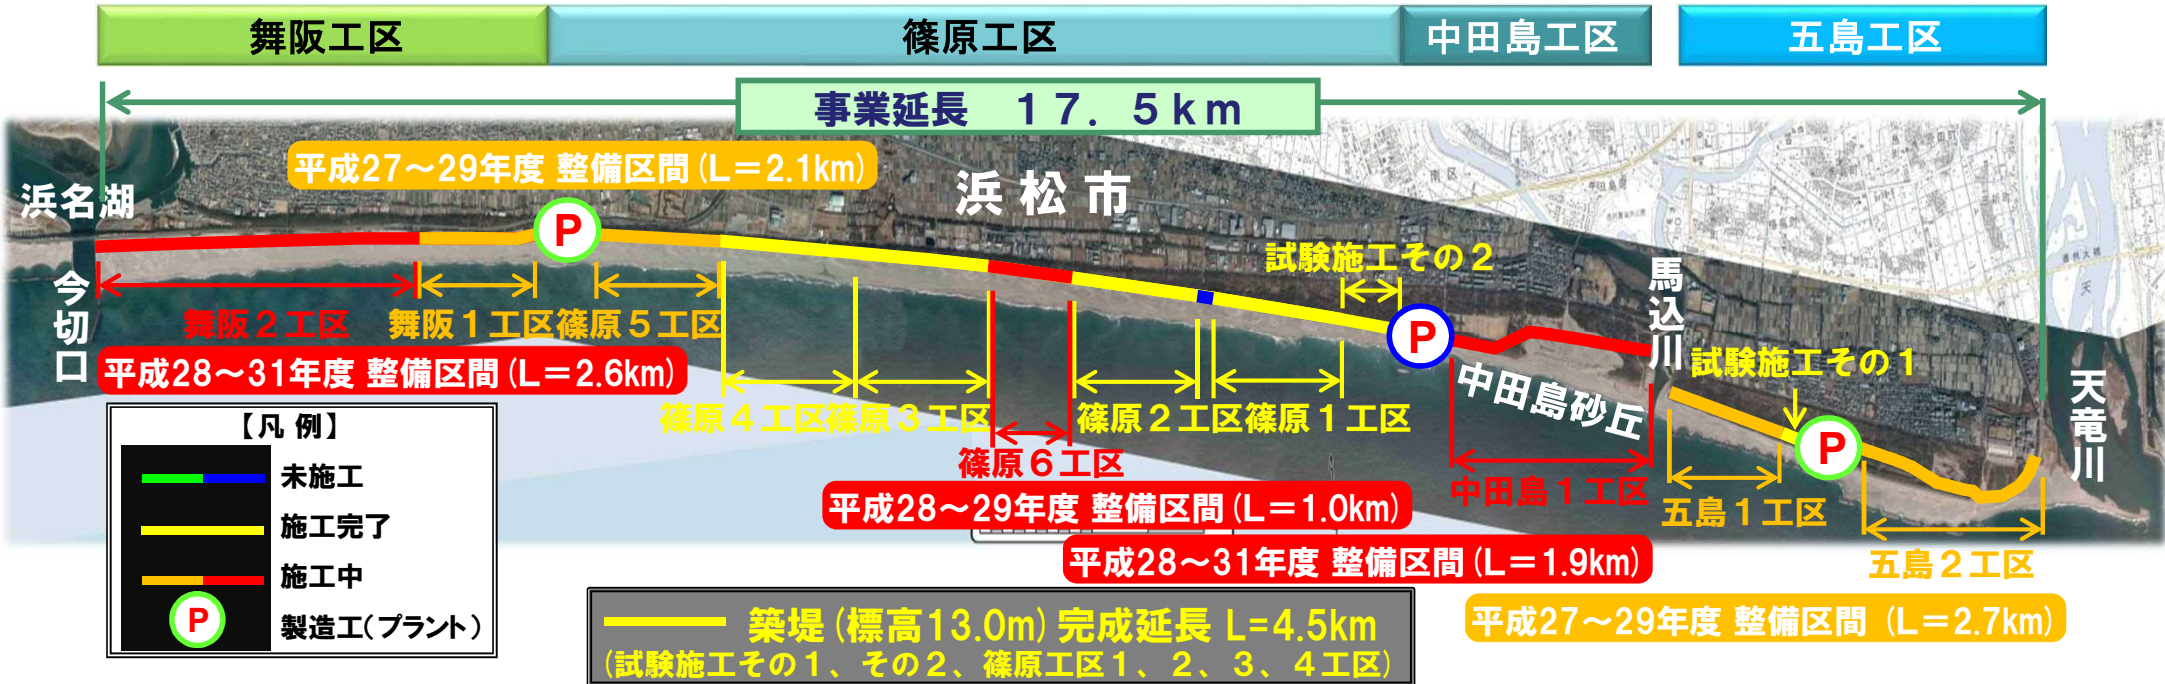 舞阪工区
篠原工区
中田島工区
五島工区
事業延長　１７．５ｋｍ
平成27～29年度 整備区間（L＝2.1km）
浜名湖
浜松市
P
試験施工その２
馬込川
今切口
舞阪２工区
舞阪１工区
篠原５工区
P
試験施工その１
平成28～31年度 整備区間（L＝2.6km）
中田島砂丘
天竜川
篠原４工区
篠原３工区
篠原２工区
篠原１工区
P
【凡 例】
未施工
施工完了
施工中
P
製造工（プラント）
篠原６工区
中田島１工区
五島１工区
平成28～29年度 整備区間（L＝1.0km）
平成28～31年度 整備区間（L＝1.9km）
五島２工区
築堤（標高13.0m）完成延長 L=4.5km
（試験施工その１、その２、篠原工区１、２、３、４工区）
平成27～29年度 整備区間 （L＝2.7km）
南区
天